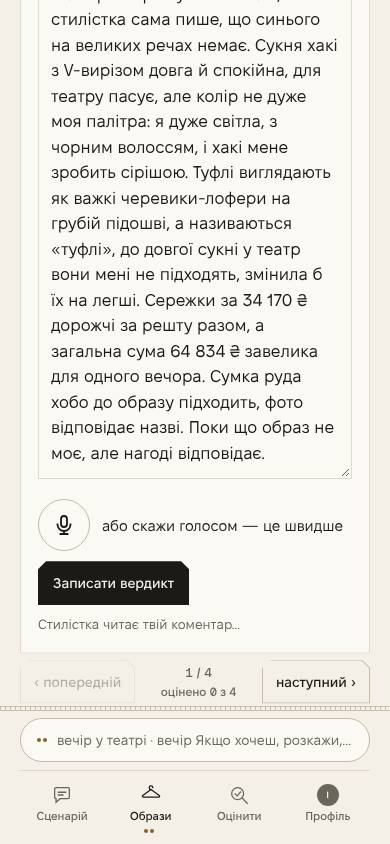 стилістка сама пише, що синього
на великих речах немає. Сукня хакі
з V-вирізом довга й спокійна, для
театру пасує, але колір не дуже
моя палітра: я дуже світла, з
чорним волоссям, і хакі мене
зробить сірішою. Туфлі виглядають
як важкі черевики-лофери на
грубій підошві, а називаються
«туфлі», до довгої сукні у театр
вони мені не підходять, змінила б
їх на легші. Сережки за 34 170 ₴
дорожчі за решту разом, а
загальна сума 64 834 ₴ завелика
для одного вечора. Сумка руда
хобо до образу підходить, фото
відповідає назві. Поки що образ не
моє, але нагоді відповідає.
або скажи голосом — це швидше
Записати вердикт
Стилістка читає твій коментар…
‹ попередній
1 / 4
оцінено 0 з 4
наступний ›
вечір у театрі · вечір Якщо хочеш, розкажи,…
Сценарій
Образи
Оцінити
І
Профіль